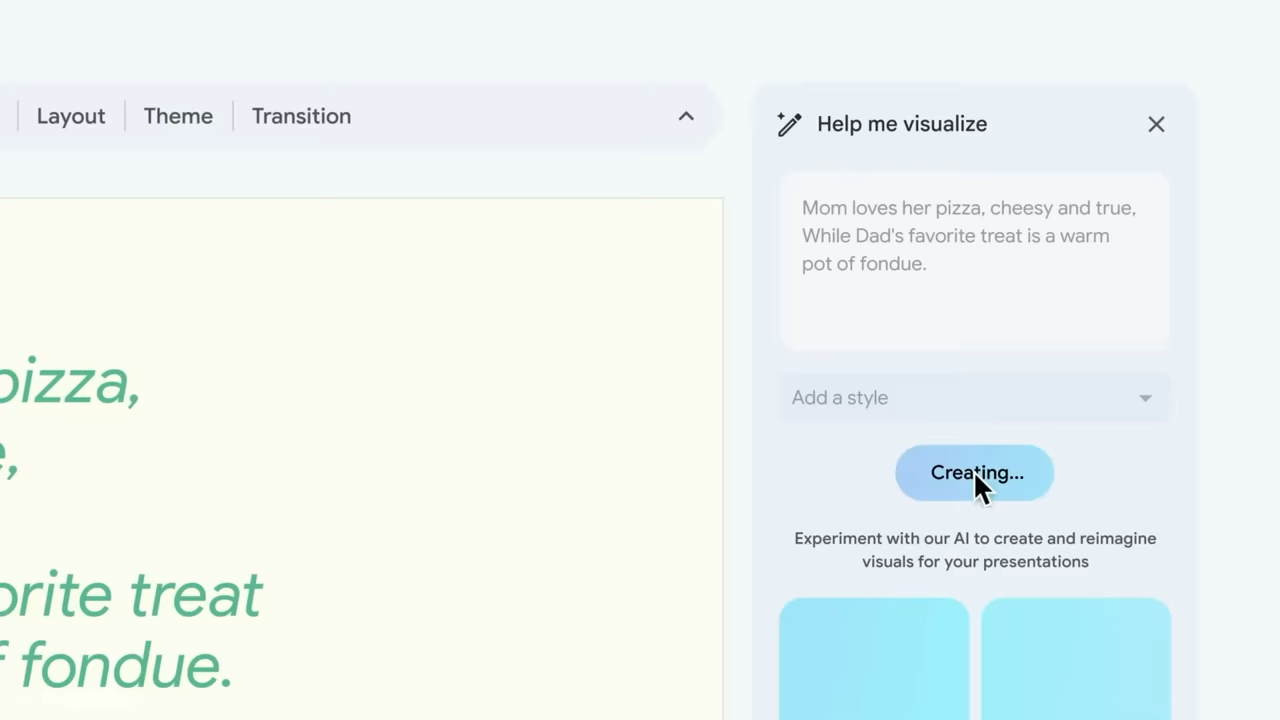 Layout
Theme
Transition
Help me visualize
Mom loves her pizza, cheesy and true,
While Dad's favorite treat is a warm
pot of fondue.
Add a style
Creating...
Experiment with our AI to create and reimagine
visuals for your presentations
pizza,
e,
orite treat
f fondue.